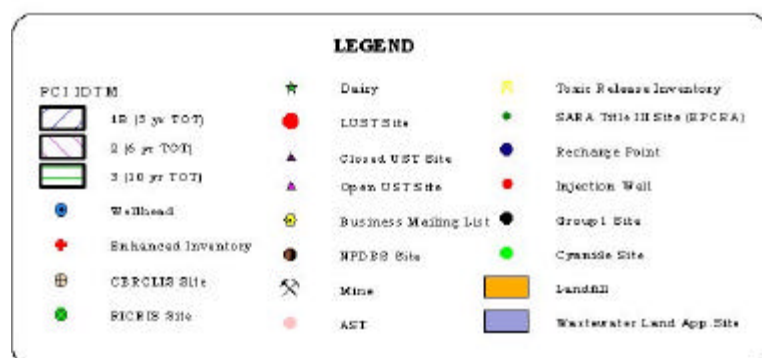 LEGEND
PCI IDTM
1B (3 yr TOT)
2 (6 yr TOT)
3 (10 yr TOT)
Wellhead
Enhanced Inventory
CERCLIS Site
RICRIS Site
Dairy
LUST Site
Closed UST Site
Open UST Site
Business Mailing List
NPDES Site
Mine
AST
Toxic Release Inventory
SARA Title III Site (EPCRA)
Recharge Point
Injection Well
Group1 Site
Cyanide Site
Landfill
Wastewater Land App. Site